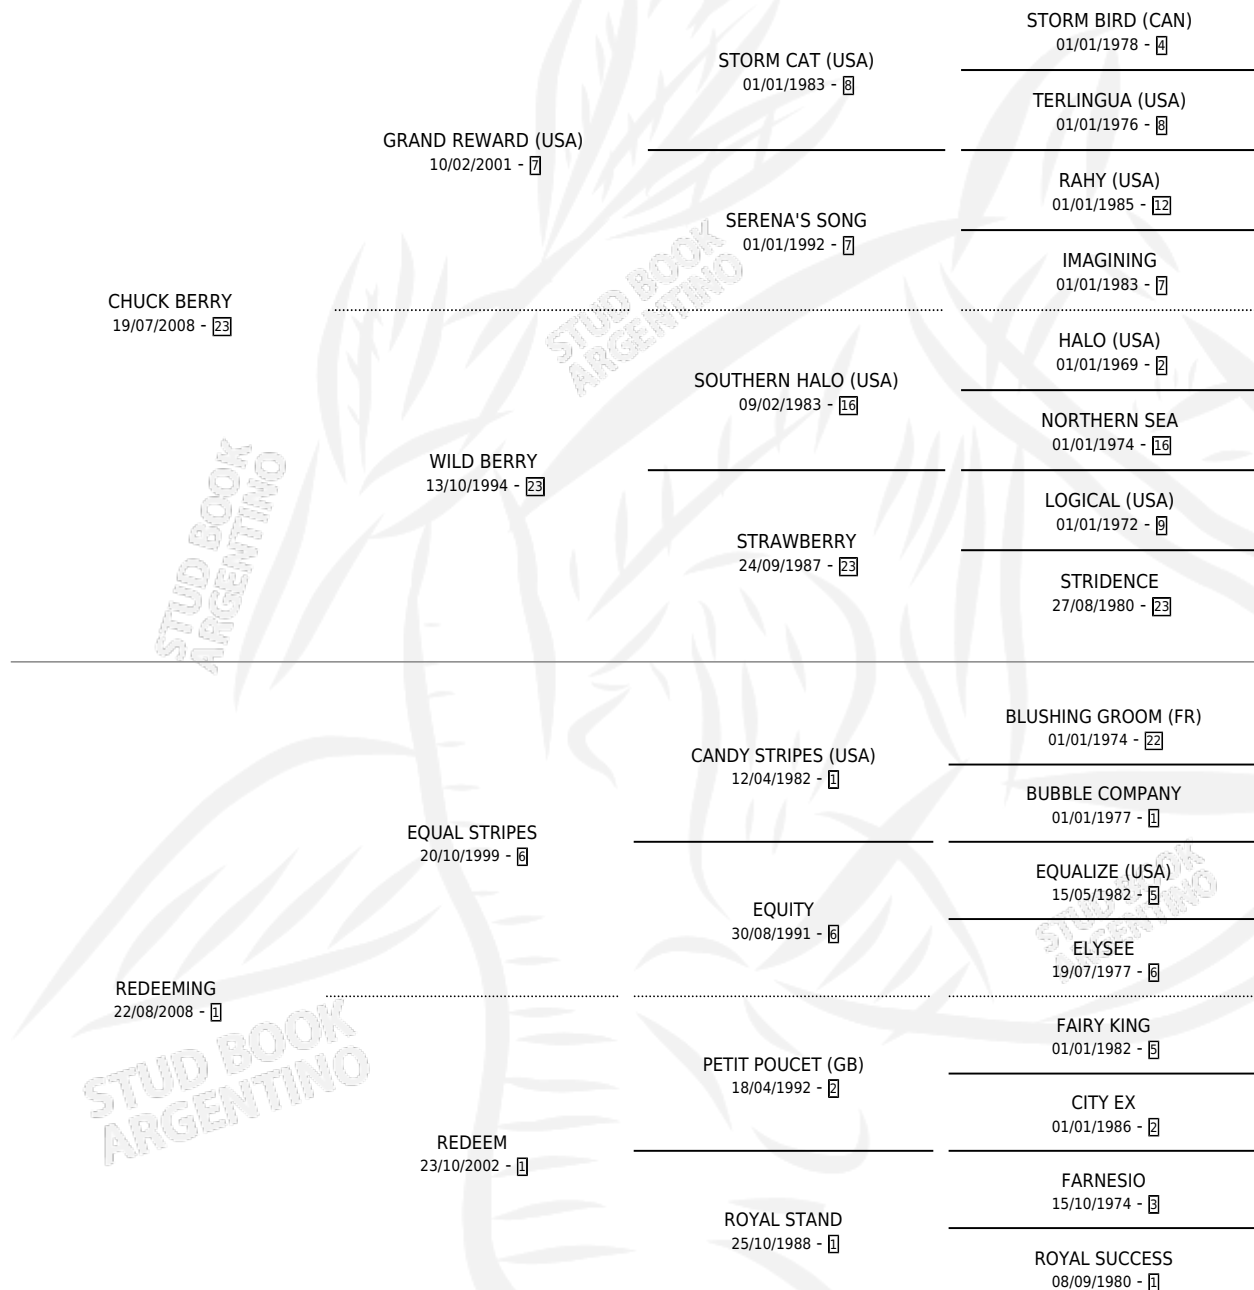 STORM BIRD (CAN)
01/01/1978 - 4
STORM CAT (USA)
01/01/1983 - 8
TERLINGUA (USA)
01/01/1976 - 8
GRAND REWARD (USA)
10/02/2001 - 7
RAHY (USA)
01/01/1985 - 12
SERENA'S SONG
01/01/1992 - 7
IMAGINING
01/01/1983 - 7
CHUCK BERRY
19/07/2008 - 23
HALO (USA)
01/01/1969 - 2
SOUTHERN HALO (USA)
09/02/1983 - 16
NORTHERN SEA
01/01/1974 - 16
WILD BERRY
13/10/1994 - 23
LOGICAL (USA)
01/01/1972 - 9
STRAWBERRY
24/09/1987 - 23
STRIDENCE
27/08/1980 - 23
BLUSHING GROOM (FR)
01/01/1974 - 22
CANDY STRIPES (USA)
12/04/1982 - 1
BUBBLE COMPANY
01/01/1977 - 1
EQUAL STRIPES
20/10/1999 - 6
EQUALIZE (USA)
15/05/1982 - 5
EQUITY
30/08/1991 - 6
ELYSEE
19/07/1977 - 6
REDEEMING
22/08/2008 - 1
FAIRY KING
01/01/1982 - 5
PETIT POUCET (GB)
18/04/1992 - 2
CITY EX
01/01/1986 - 2
REDEEM
23/10/2002 - 1
FARNESIO
15/10/1974 - 3
ROYAL STAND
25/10/1988 - 1
ROYAL SUCCESS
08/09/1980 - 1
STUD BOOK
ARGENTINO
STUD BOOK
ARGENTINO
STUD BOOK
ARGENTINO
STUD BOOK
ARGENTINO